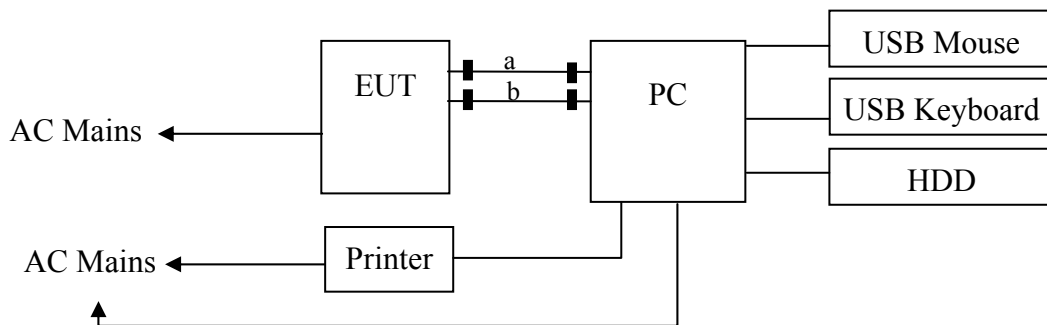 USB Mouse
EUT
a
PC
b
USB Keyboard
AC Mains
HDD
Printer
AC Mains